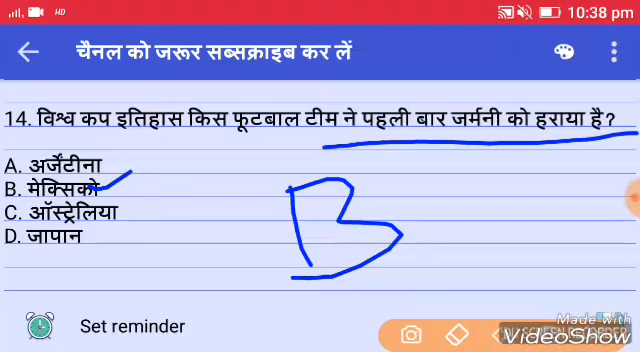 HD 10:38 pm
चैनल को जरूर सब्सक्राइब कर लें
14. विश्व कप इतिहास किस फूटबाल टीम ने पहली बार जर्मनी को हराया है?
A. अर्जेंटीना
B. मेक्सिको
C. ऑस्ट्रेलिया
D. जापान
B
Set reminder
Made with
VideoShow